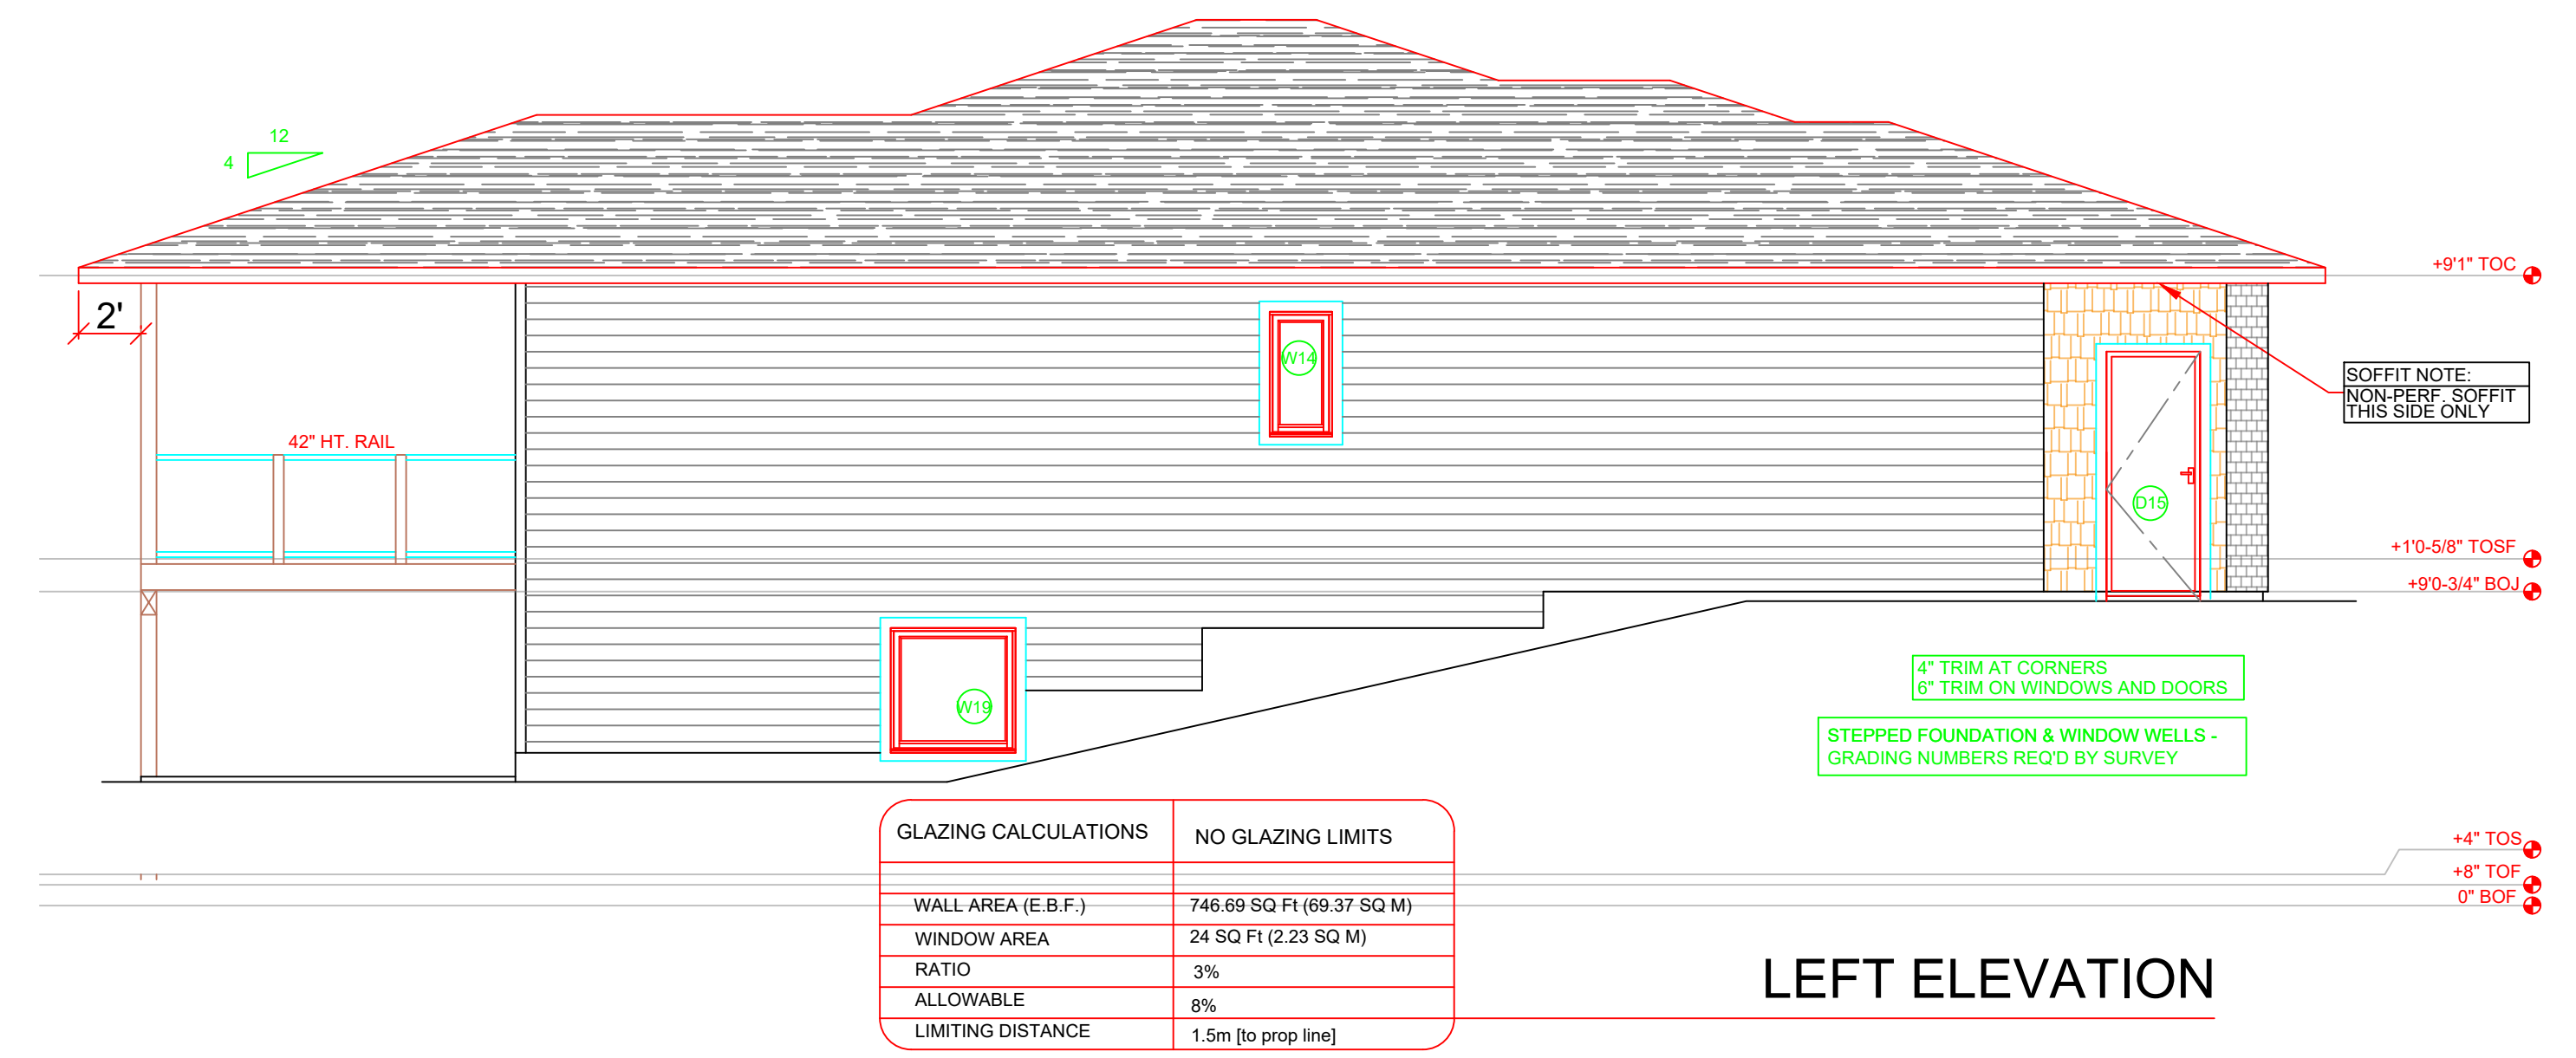 12
4
+9'1" TOC
2'
W14
SOFFIT NOTE:
NON-PERF. SOFFIT
THIS SIDE ONLY
42" HT. RAIL
D15
+1'0-5/8" TOSF
+9'0-3/4" BOJ
4" TRIM AT CORNERS
6" TRIM ON WINDOWS AND DOORS
W19
STEPPED FOUNDATION & WINDOW WELLS -
GRADING NUMBERS REQ'D BY SURVEY
GLAZING CALCULATIONS
NO GLAZING LIMITS
WALL AREA (E.B.F.)
746.69 SQ Ft (69.37 SQ M)
WINDOW AREA
24 SQ Ft (2.23 SQ M)
RATIO
3%
ALLOWABLE
8%
LIMITING DISTANCE
1.5m [to prop line]
+4" TOS
+8" TOF
0" BOF
LEFT ELEVATION